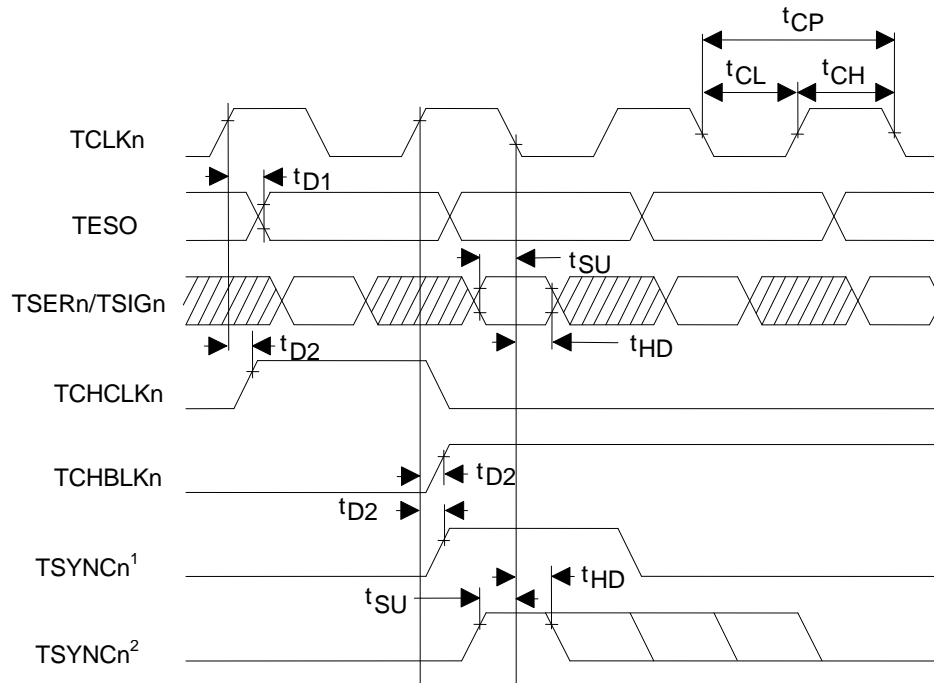 tCP
tCL tCH
TCLKn
tD1
TESO
tSU
TSERn/TSIGn
tD2 tHD
TCHCLKn
TCHBLKn tD2
tD2
TSYNCn1
tHD
tSU
TSYNCn2